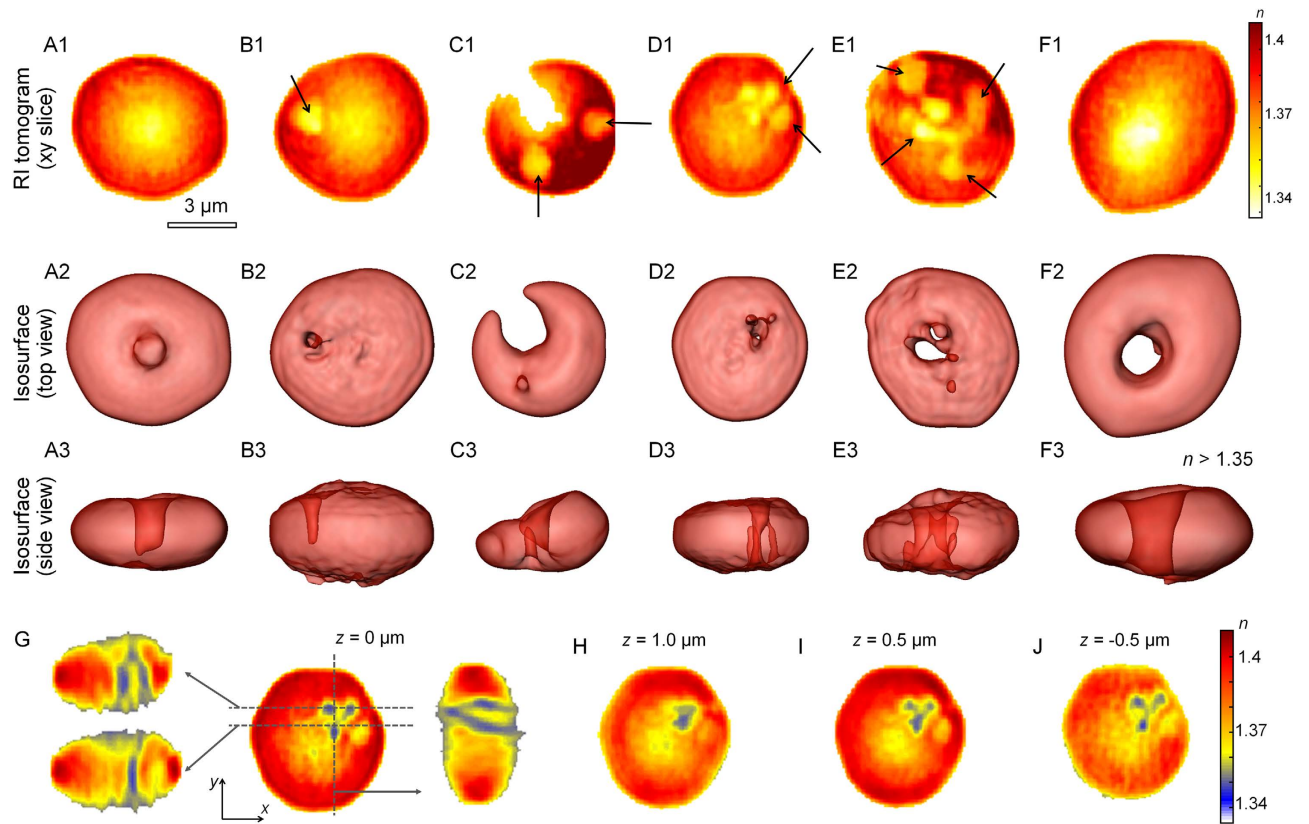 n
A1
B1
C1
D1
E1
F1
1.4
1.37
1.34
RI tomogram
(xy slice)
3 µm
A2
B2
C2
D2
E2
F2
Isosurface
(top view)
A3
B3
C3
D3
E3
F3
n > 1.35
Isosurface
(side view)
G
z = 0 µm
H
z = 1.0 µm
I
z = 0.5 µm
J
z = -0.5 µm
n
1.4
1.37
1.34
y
x